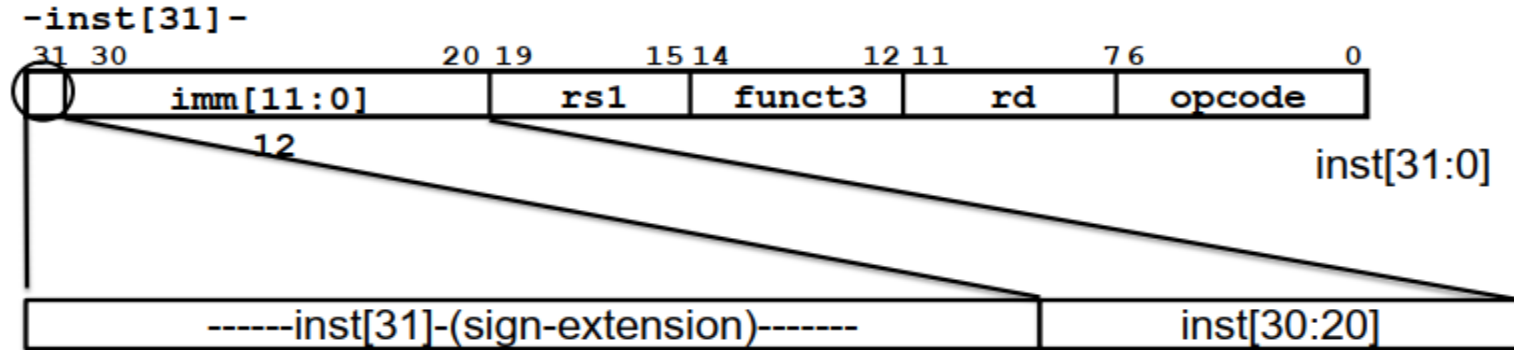 -inst[31]-
31 30 20 19 15 14 12 11 7 6 0
imm[11:0] rs1 funct3 rd opcode
12
inst[31:0]
------inst[31]-(sign-extension)------- inst[30:20]